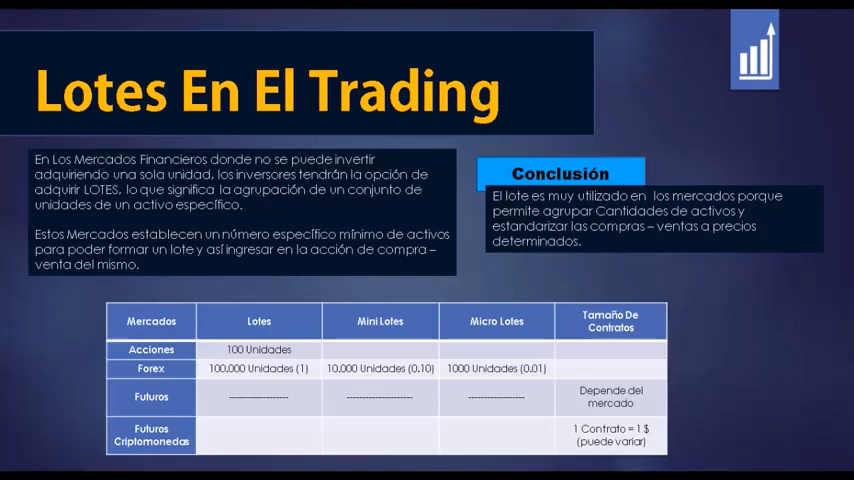 Lotes En El Trading
En Los Mercados Financieros donde no se puede invertir
adquiriendo una sola unidad, los inversores tendrán la opción de
adquirir LOTES, lo que significa la agrupación de un conjunto de
unidades de un activo específico.
Estos Mercados establecen un número específico mínimo de activos
para poder formar un lote y así ingresar en la acción de compra –
venta del mismo.
Conclusión
El lote es muy utilizado en los mercados porque
permite agrupar Cantidades de activos y
estandarizar las compras – ventas a precios
determinados.
Mercados Lotes Mini Lotes Micro Lotes Tamaño De
Contratos
Acciones 100 Unidades
Forex 100.000 Unidades (1) 10.000 Unidades (0.10) 1000 Unidades (0.01)
Futuros ------------------- ------------------- ------------------- Depende del
mercado
Futuros
Criptomonedas 1 Contrato = 1 $
(puede variar)